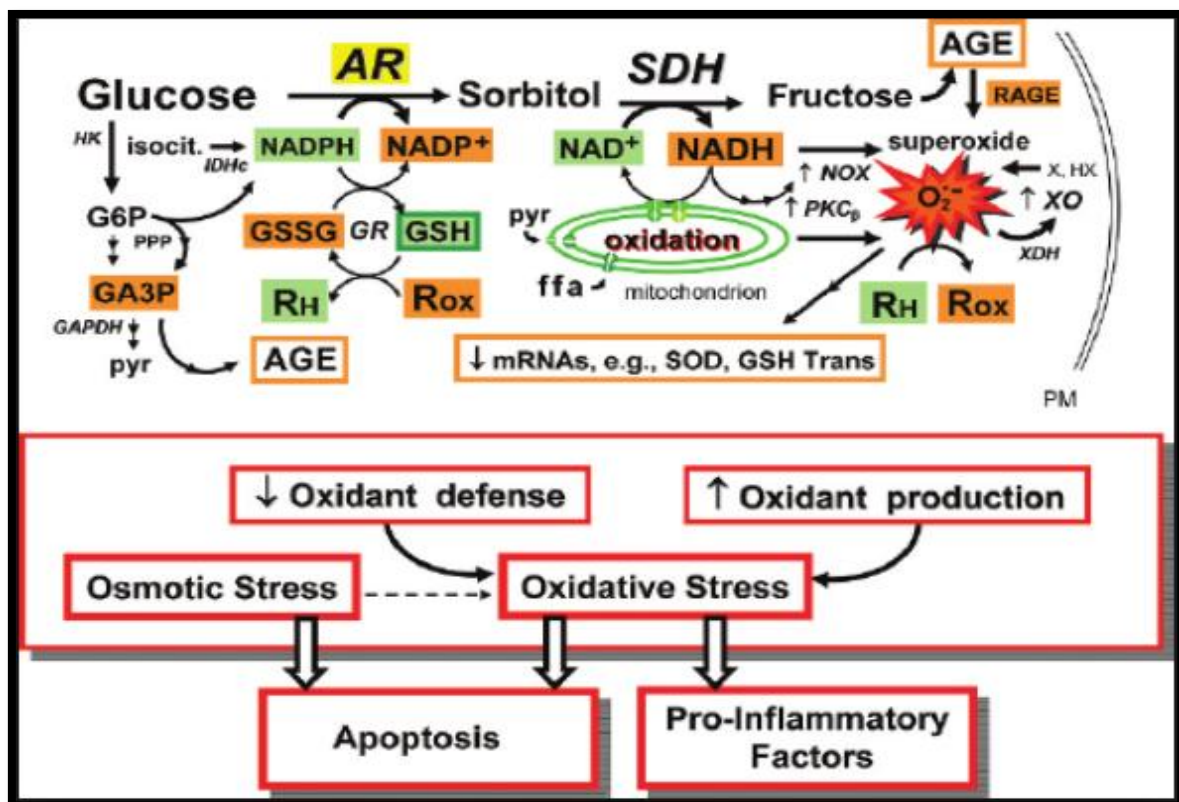 AGE
AR
SDH
Glucose
Sorbitol
Fructose
RAGE
HK
isocit.
IDHc
NADPH
NADP+
NAD+
NADH
superoxide
↑ NOX
X, HX
G6P
PPP
GSSG
GR
GSH
pyr
oxidation
↑ PKCβ
O2•−
↑ XO
XDH
GA3P
RH
ROX
ffa
mitochondrion
RH
ROX
GAPDH
pyr
AGE
↓ mRNAs, e.g., SOD, GSH Trans
PM
↓ Oxidant defense
↑ Oxidant production
Osmotic Stress
Oxidative Stress
Apoptosis
Pro-Inflammatory
Factors